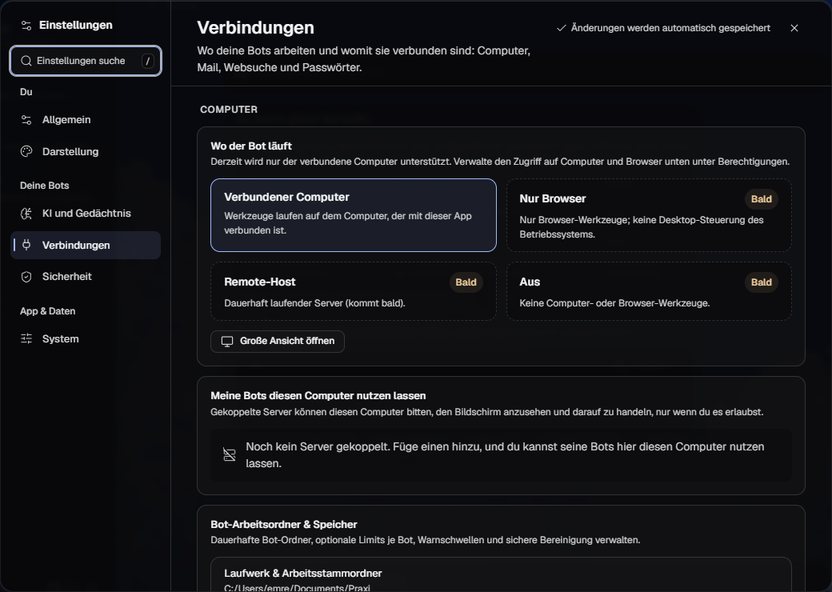 Einstellungen
Einstellungen suche
/
Du
Allgemein
Darstellung
Deine Bots
KI und Gedächtnis
Verbindungen
Sicherheit
App & Daten
System
Verbindungen
Änderungen werden automatisch gespeichert
Wo deine Bots arbeiten und womit sie verbunden sind: Computer,
Mail, Websuche und Passwörter.
COMPUTER
Wo der Bot läuft
Derzeit wird nur der verbundene Computer unterstützt. Verwalte den Zugriff auf Computer und Browser unten unter Berechtigungen.
Verbundener Computer
Werkzeuge laufen auf dem Computer, der mit dieser App
verbunden ist.
Nur Browser
Bald
Nur Browser-Werkzeuge; keine Desktop-Steuerung des
Betriebssystems.
Remote-Host
Bald
Dauerhaft laufender Server (kommt bald).
Aus
Bald
Keine Computer- oder Browser-Werkzeuge.
Große Ansicht öffnen
Meine Bots diesen Computer nutzen lassen
Gekoppelte Server können diesen Computer bitten, den Bildschirm anzusehen und darauf zu handeln, nur wenn du es erlaubst.
Noch kein Server gekoppelt. Füge einen hinzu, und du kannst seine Bots hier diesen Computer nutzen
lassen.
Bot-Arbeitsordner & Speicher
Dauerhafte Bot-Ordner, optionale Limits je Bot, Warnschwellen und sichere Bereinigung verwalten.
Laufwerk & Arbeitsstammordner
C:/Users/emre/Documents/Praxi